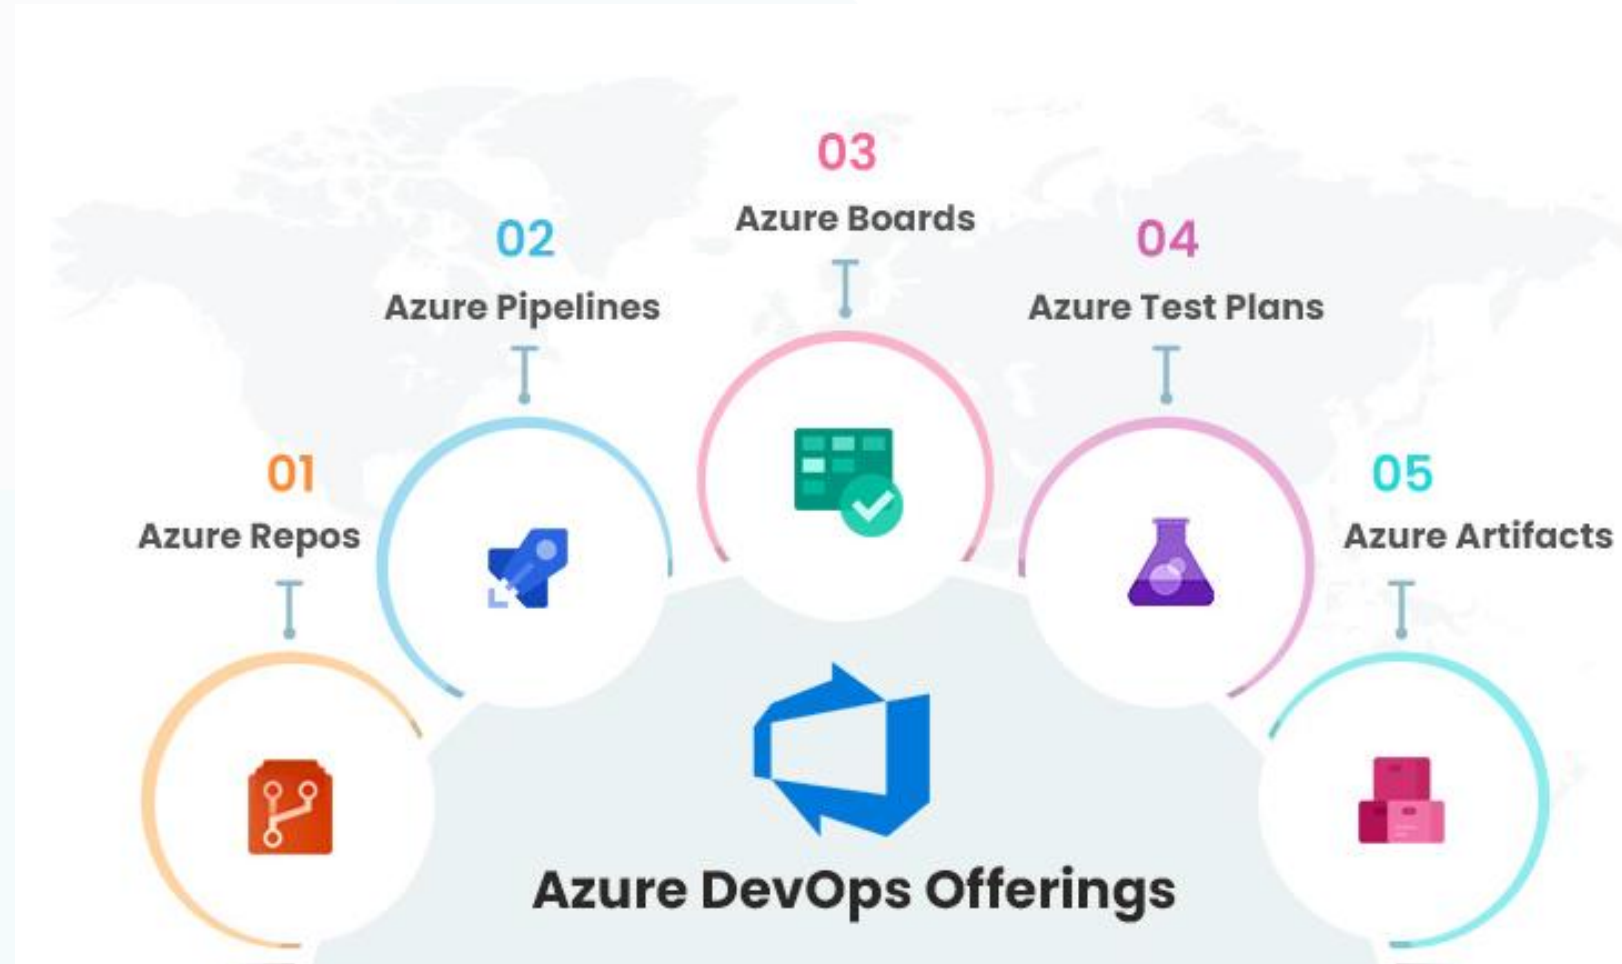 01
Azure Repos
02
Azure Pipelines
03
Azure Boards
04
Azure Test Plans
05
Azure Artifacts
Azure DevOps Offerings